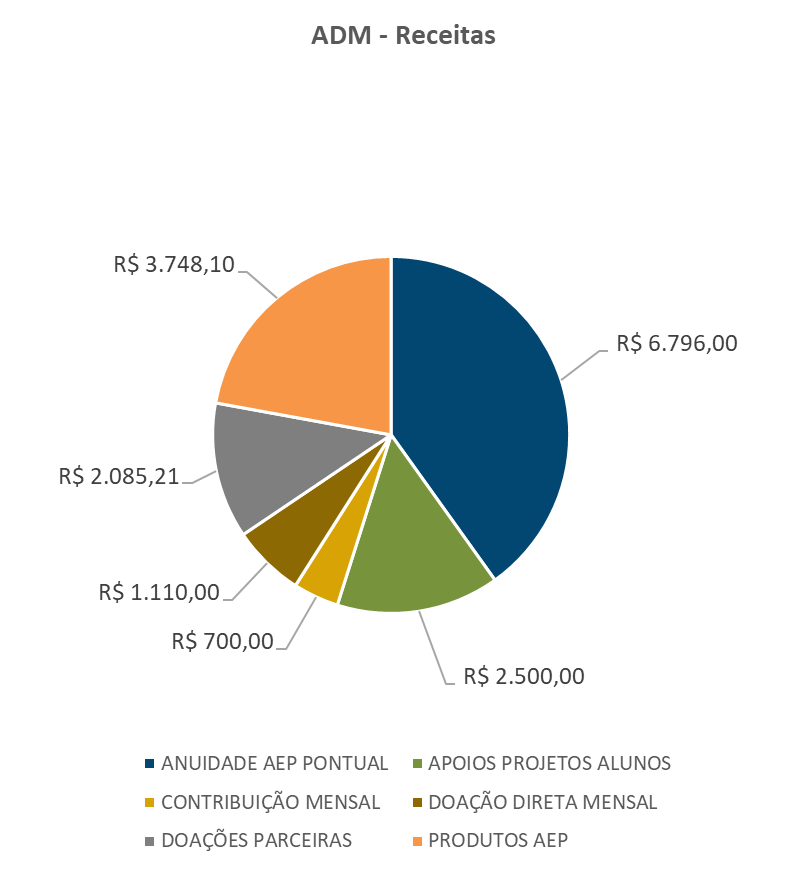 ADM - Receitas
R$ 3.748,10
R$ 6.796,00
R$ 2.085,21
R$ 1.110,00
R$ 700,00
R$ 2.500,00
ANUIDADE AEP PONTUAL
APOIOS PROJETOS ALUNOS
CONTRIBUIÇÃO MENSAL
DOAÇÃO DIRETA MENSAL
DOAÇÕES PARCEIRAS
PRODUTOS AEP